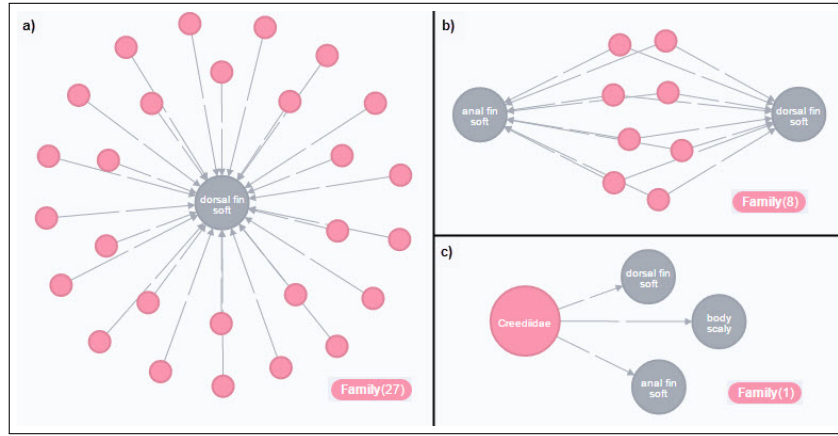 a)
dorsal fin
soft
Family(27)
b)
anal fin
soft
dorsal fin
soft
Family(8)
c)
dorsal fin
soft
Creediidae
body
scaly
anal fin
soft
Family(1)